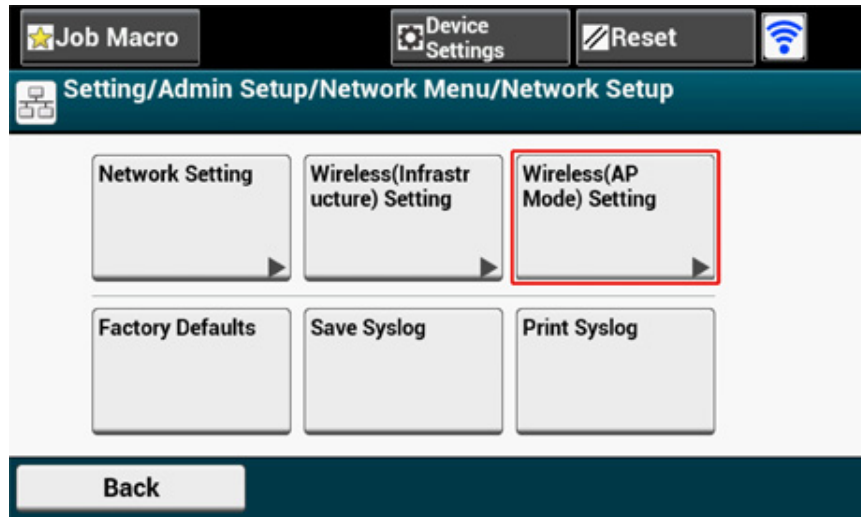 Job Macro
Device
Settings
Reset
Setting/Admin Setup/Network Menu/Network Setup
Network Setting
Wireless(Infrastr
ucture) Setting
Wireless(AP
Mode) Setting
Factory Defaults
Save Syslog
Print Syslog
Back